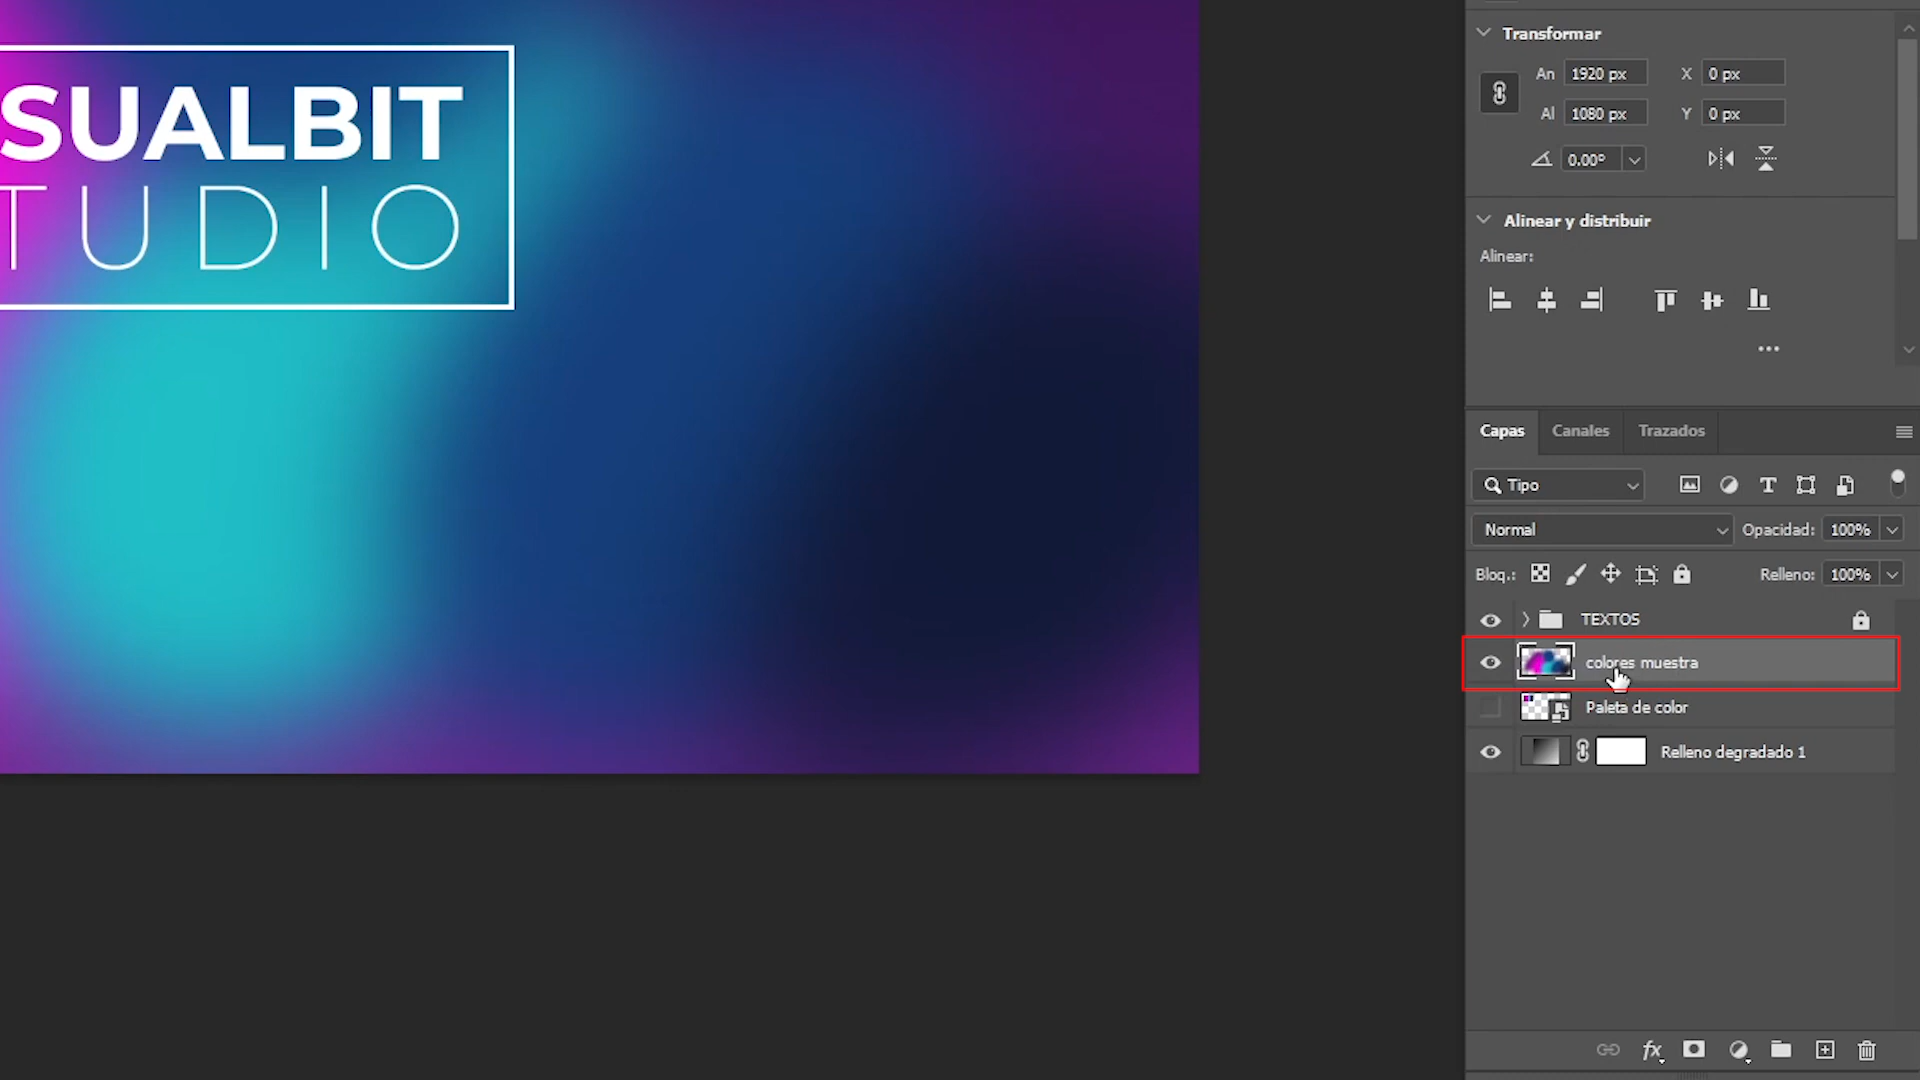 SUALBIT
TUDIO
Transformar
An 1920 px X 0 px
Al 1080 px Y 0 px
0.00°
Alinear y distribuir
Alinear:
Capas Canales Trazados
Tipo
Normal Opacidad: 100%
Bloq.: Relleno: 100%
TEXTOS
colores muestra
Paleta de color
Relleno degradado 1
fx